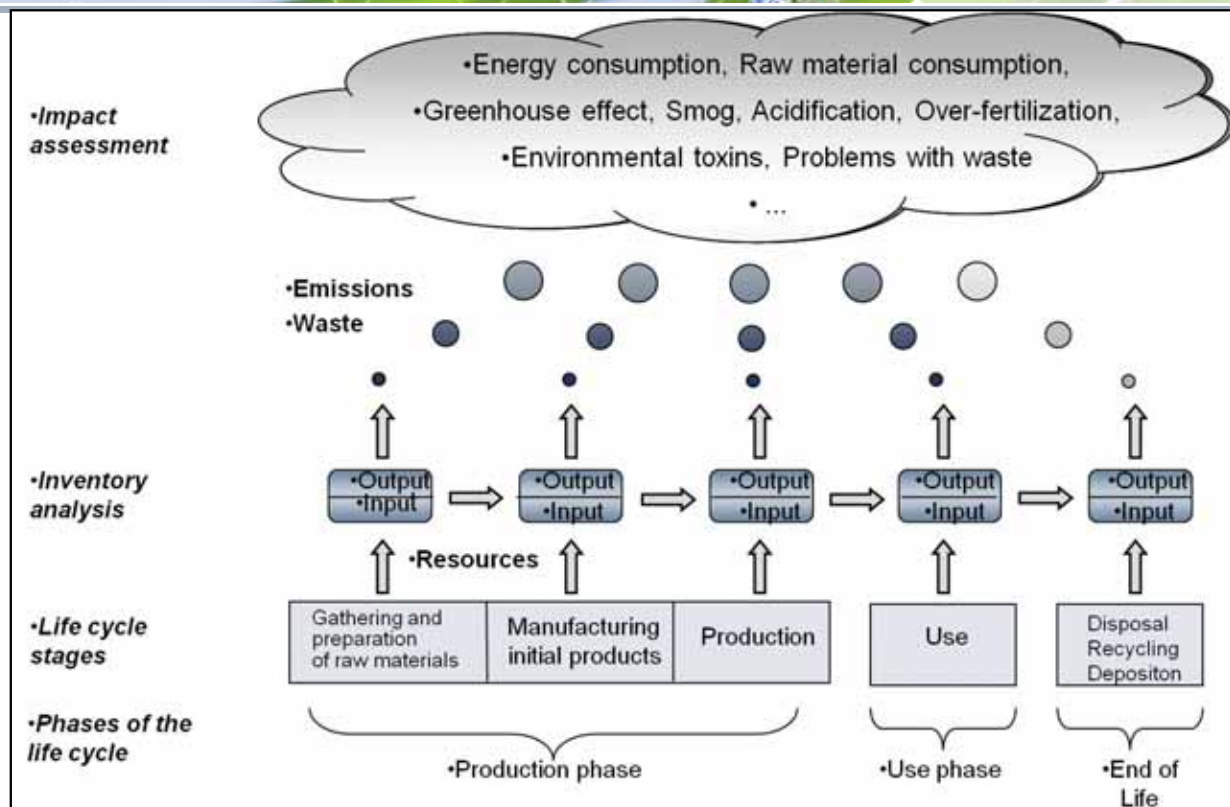 •Energy consumption, Raw material consumption,
•Greenhouse effect, Smog, Acidification, Over-fertilization,
•Environmental toxins, Problems with waste
• ...
•Impact
assessment
•Emissions
•Waste
•Inventory
analysis
•Output
•Input
•Output
•Input
•Output
•Input
•Output
•Input
•Output
•Input
•Resources
•Life cycle
stages
Gathering and
preparation
of raw materials
Manufacturing
initial products
Production
Use
Disposal
Recycling
Depositon
•Phases of the
life cycle
•Production phase
•Use phase
•End of
Life